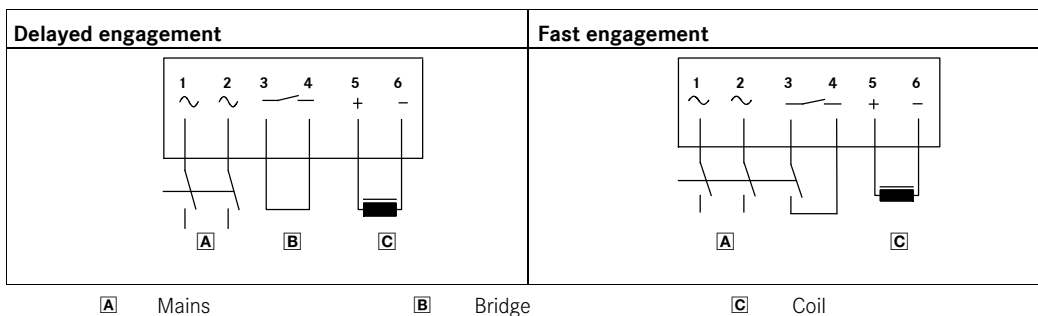 Delayed engagement
Fast engagement
1 2 3 4 5 6
+ −
1 2 3 4 5 6
+ −
A B C
A C
A Mains B Bridge C Coil